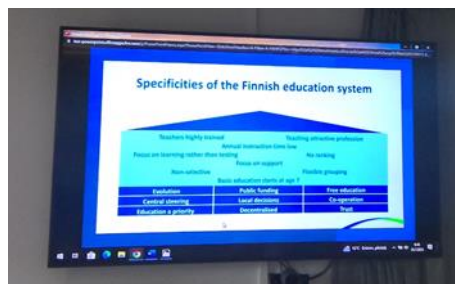 Specificities of the Finnish education system
Teachers highly trained Teaching attractive profession
Annual instruction time low
Focus on learning rather than testing No ranking
Focus on support
Non-selective Flexible grouping
Basic education starts at age 7
Evolution Public funding Free education
Central steering Local decisions Co-operation
Education a priority Decentralised Trust